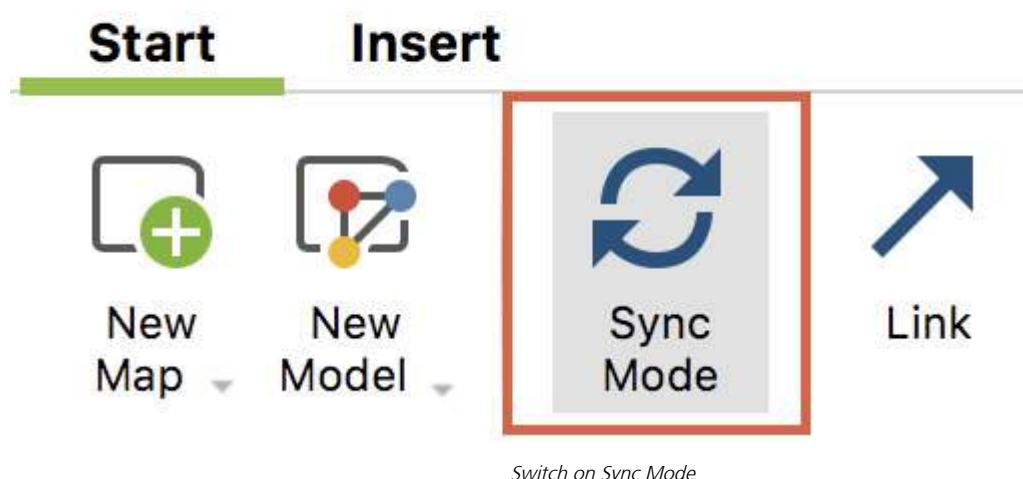 Start Insert
New Map
New Model
Sync Mode
Link
Switch on Sync Mode